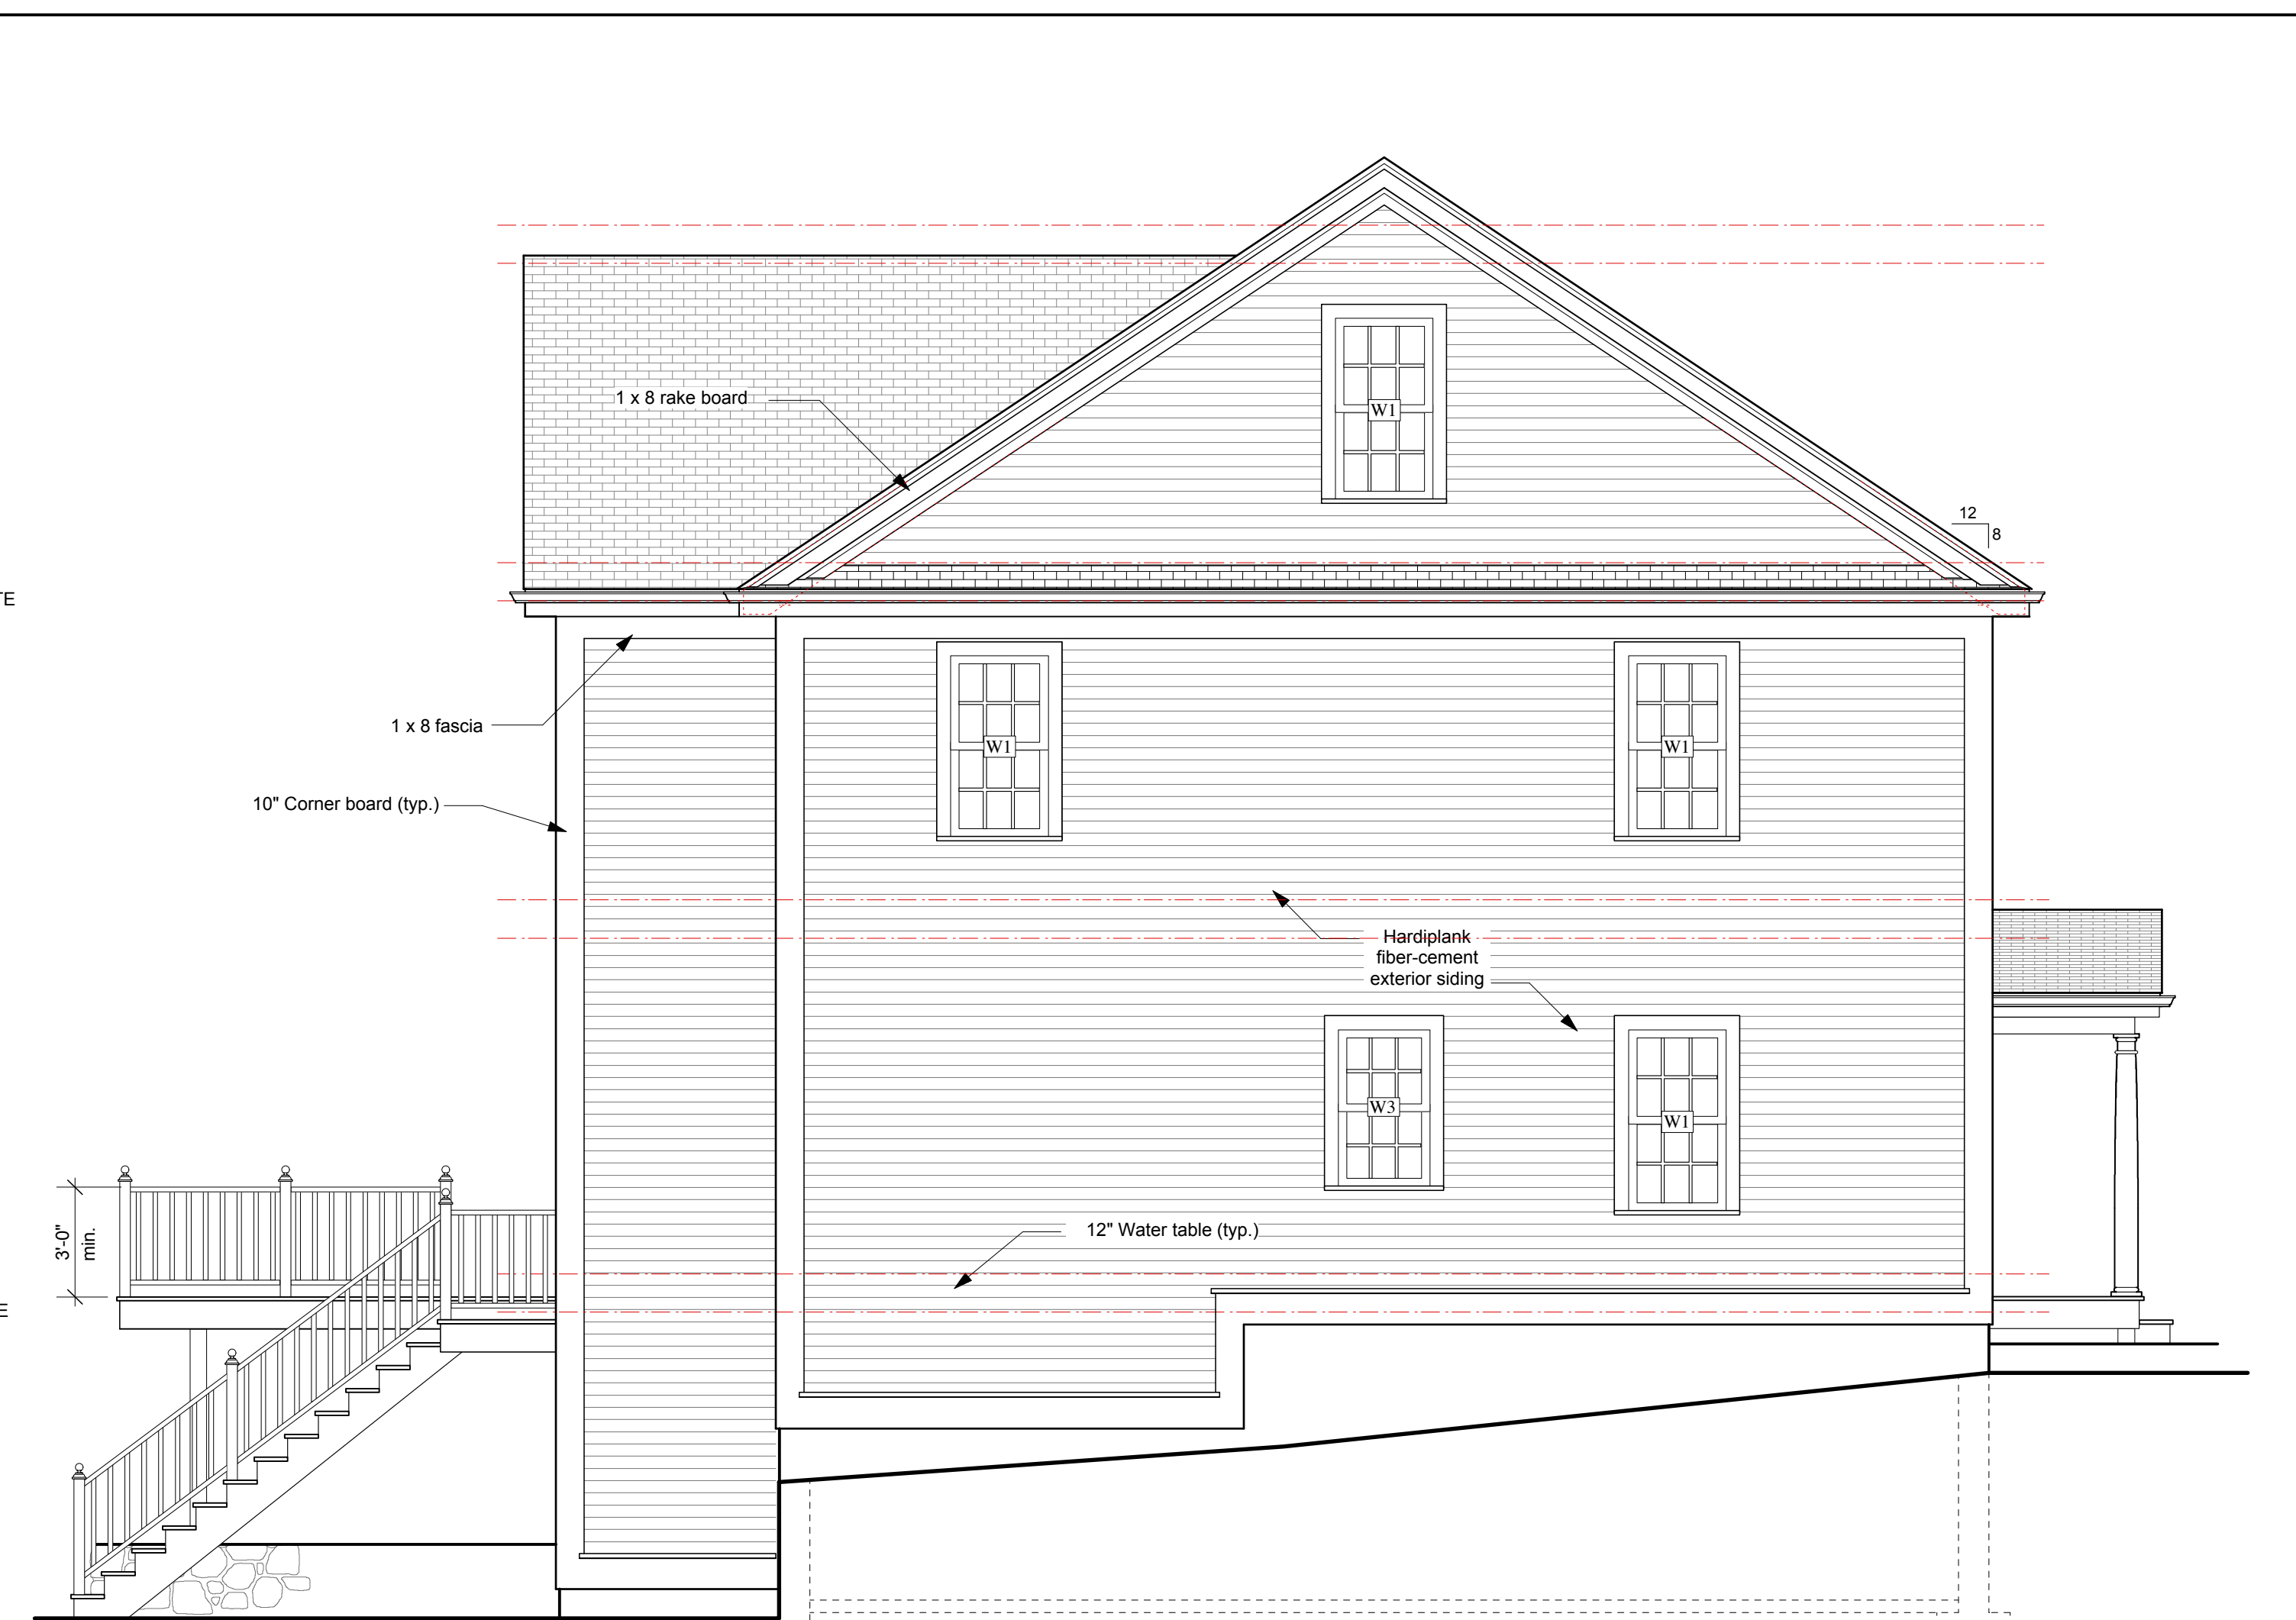 W1
1 x 8 rake board
12
8
TE
W1
W1
1 x 8 fascia
10" Corner board (typ.)
Hardiplank
fiber-cement
exterior siding
W3
W1
3'-0"
min.
12" Water table (typ.)
E